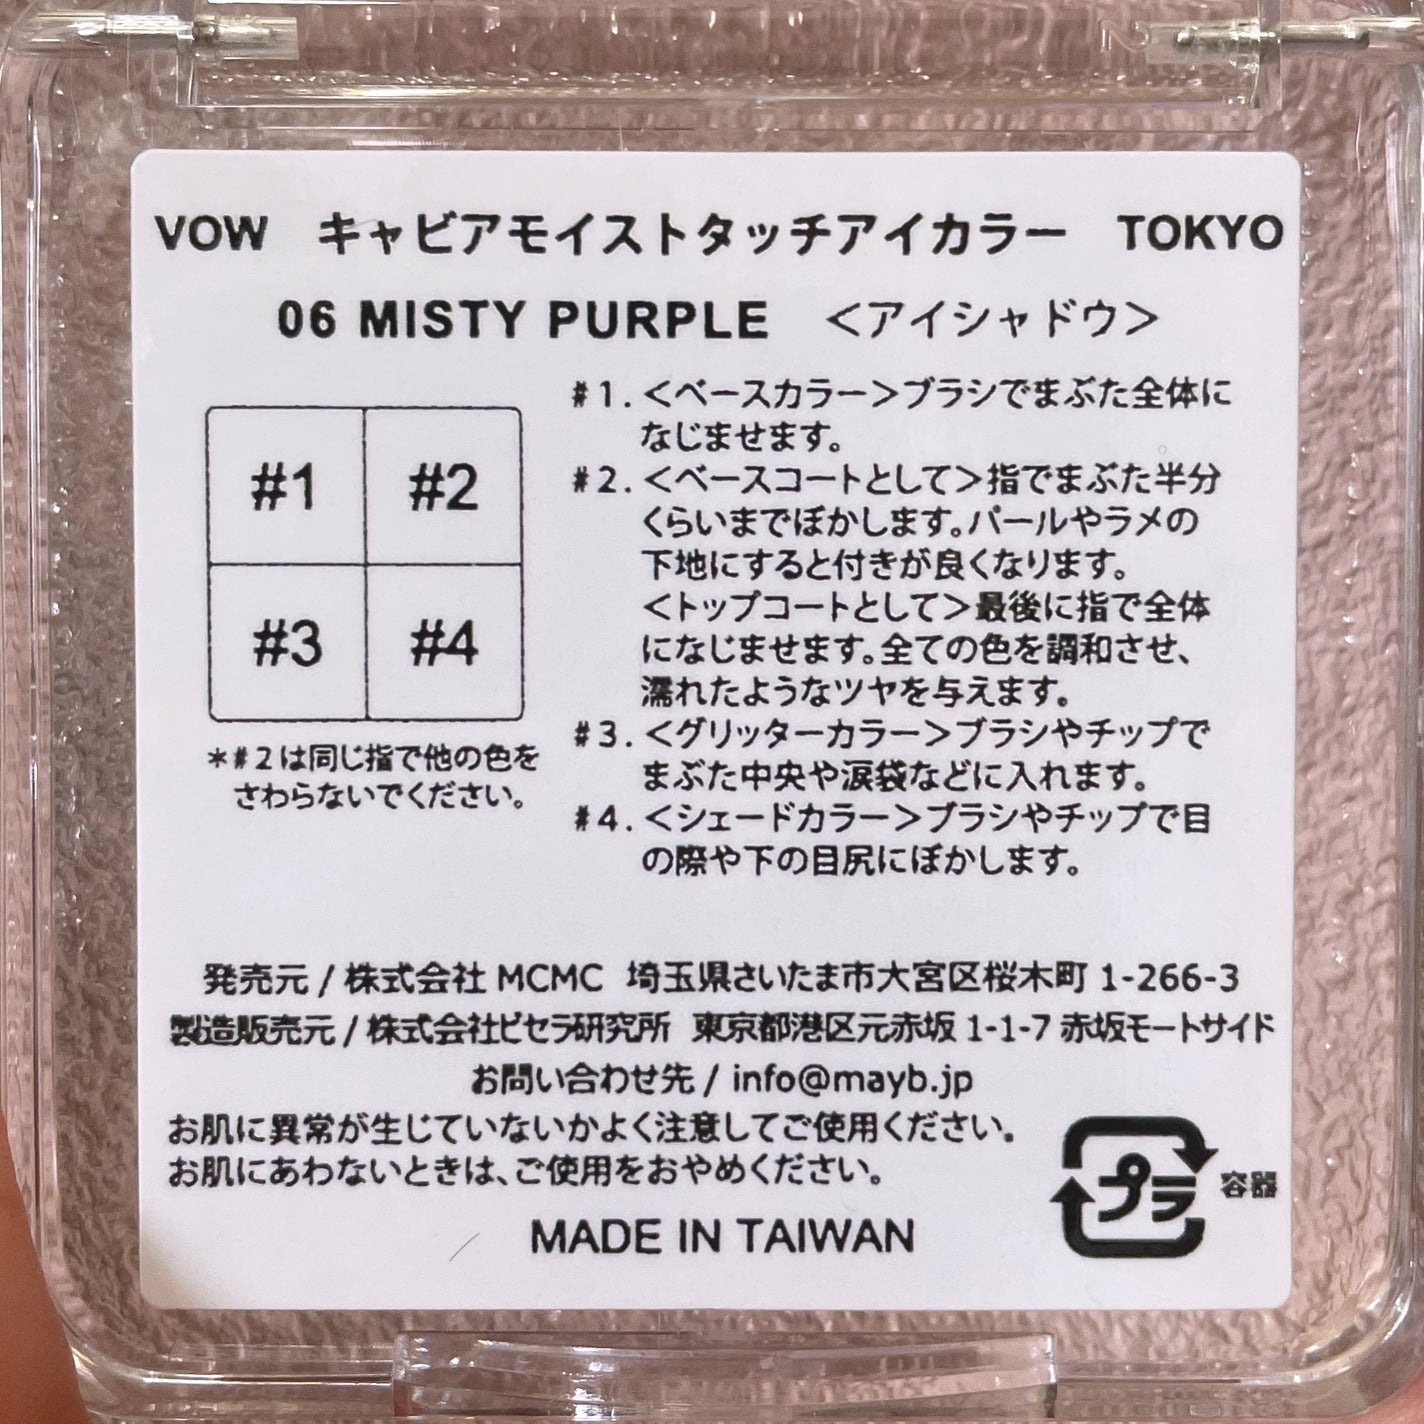 VOW キャビアモイストタッチアイカラー TOKYO
06 MISTY PURPLE ＜アイシャドウ＞
#1 #2
#3 #4
＊#2は同じ指で他の色を
さわらないでください。
#1.＜ベースカラー＞ブラシでまぶた全体に
なじませます。
#2.＜ベースコートとして＞指でまぶた半分
くらいまでぼかします。パールやラメの
下地にすると付きが良くなります。
＜トップコートとして＞最後に指で全体
になじませます。全ての色を調和させ、
濡れたようなツヤを与えます。
#3.＜グリッターカラー＞ブラシやチップで
まぶた中央や涙袋などに入れます。
#4.＜シェードカラー＞ブラシやチップで目
の際や下の目尻にぼかします。
発売元 / 株式会社 MCMC 埼玉県さいたま市大宮区桜木町 1-266-3
製造販売元 / 株式会社ピセラ研究所 東京都港区元赤坂 1-1-7 赤坂モートサイド
お問い合わせ先 / info@mayb.jp
お肌に異常が生じていないかよく注意してご使用ください。
お肌にあわないときは、ご使用をおやめください。
プラ 容器
MADE IN TAIWAN